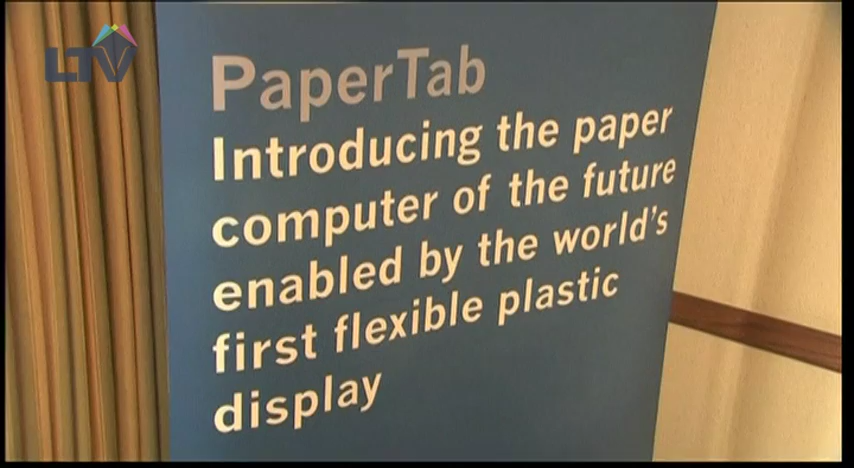 LTV
PaperTab
Introducing the paper
computer of the future
enabled by the world's
first flexible plastic
display